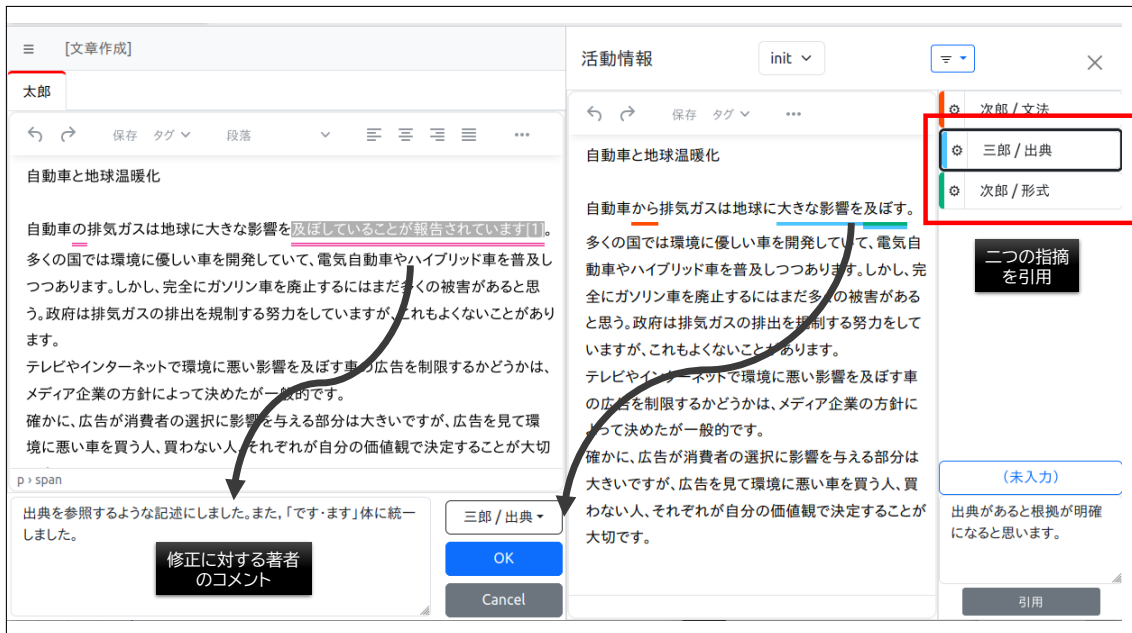 [文章作成]
太郎
保存 タグ 段落 ...
自動車と地球温暖化
自動車の排気ガスは地球に大きな影響を及ぼしていることが報告されています[1]。
多くの国では環境に優しい車を開発していて、電気自動車やハイブリッド車を普及し
つつあります。しかし、完全にガソリン車を廃止するにはまだ多くの被害があると思
う。政府は排気ガスの排出を規制する努力をしていますが、これもよくないことがあり
ます。
テレビやインターネットで環境に悪い影響を及ぼす車の広告を制限するかどうかは、
メディア企業の方針によって決めたが一般的です。
確かに、広告が消費者の選択に影響を与える部分は大きいですが、広告を見て環
境に悪い車を買う人、買わない人、それぞれが自分の価値観で決定することが大切
p › span
出典を参照するような記述にしました。また,「です・ます」体に統一
しました。
修正に対する著者
のコメント
三郎 / 出典
OK
Cancel
活動情報
init
保存 タグ ...
自動車と地球温暖化
自動車から排気ガスは地球に大きな影響を及ぼす。
多くの国では環境に優しい車を開発していて、電気自
動車やハイブリッド車を普及しつつあります。しかし、完
全にガソリン車を廃止するにはまだ多くの被害がある
と思う。政府は排気ガスの排出を規制する努力をして
いますが、これもよくないことがあります。
テレビやインターネットで環境に悪い影響を及ぼす車
の広告を制限するかどうかは、メディア企業の方針に
よって決めたが一般的です。
確かに、広告が消費者の選択に影響を与える部分は
大きいですが、広告を見て環境に悪い車を買う人、買
わない人、それぞれが自分の価値観で決定することが
大切です。
次郎 / 文法
三郎 / 出典
次郎 / 形式
二つの指摘
を引用
(未入力)
出典があると根拠が明確
になると思います。
引用